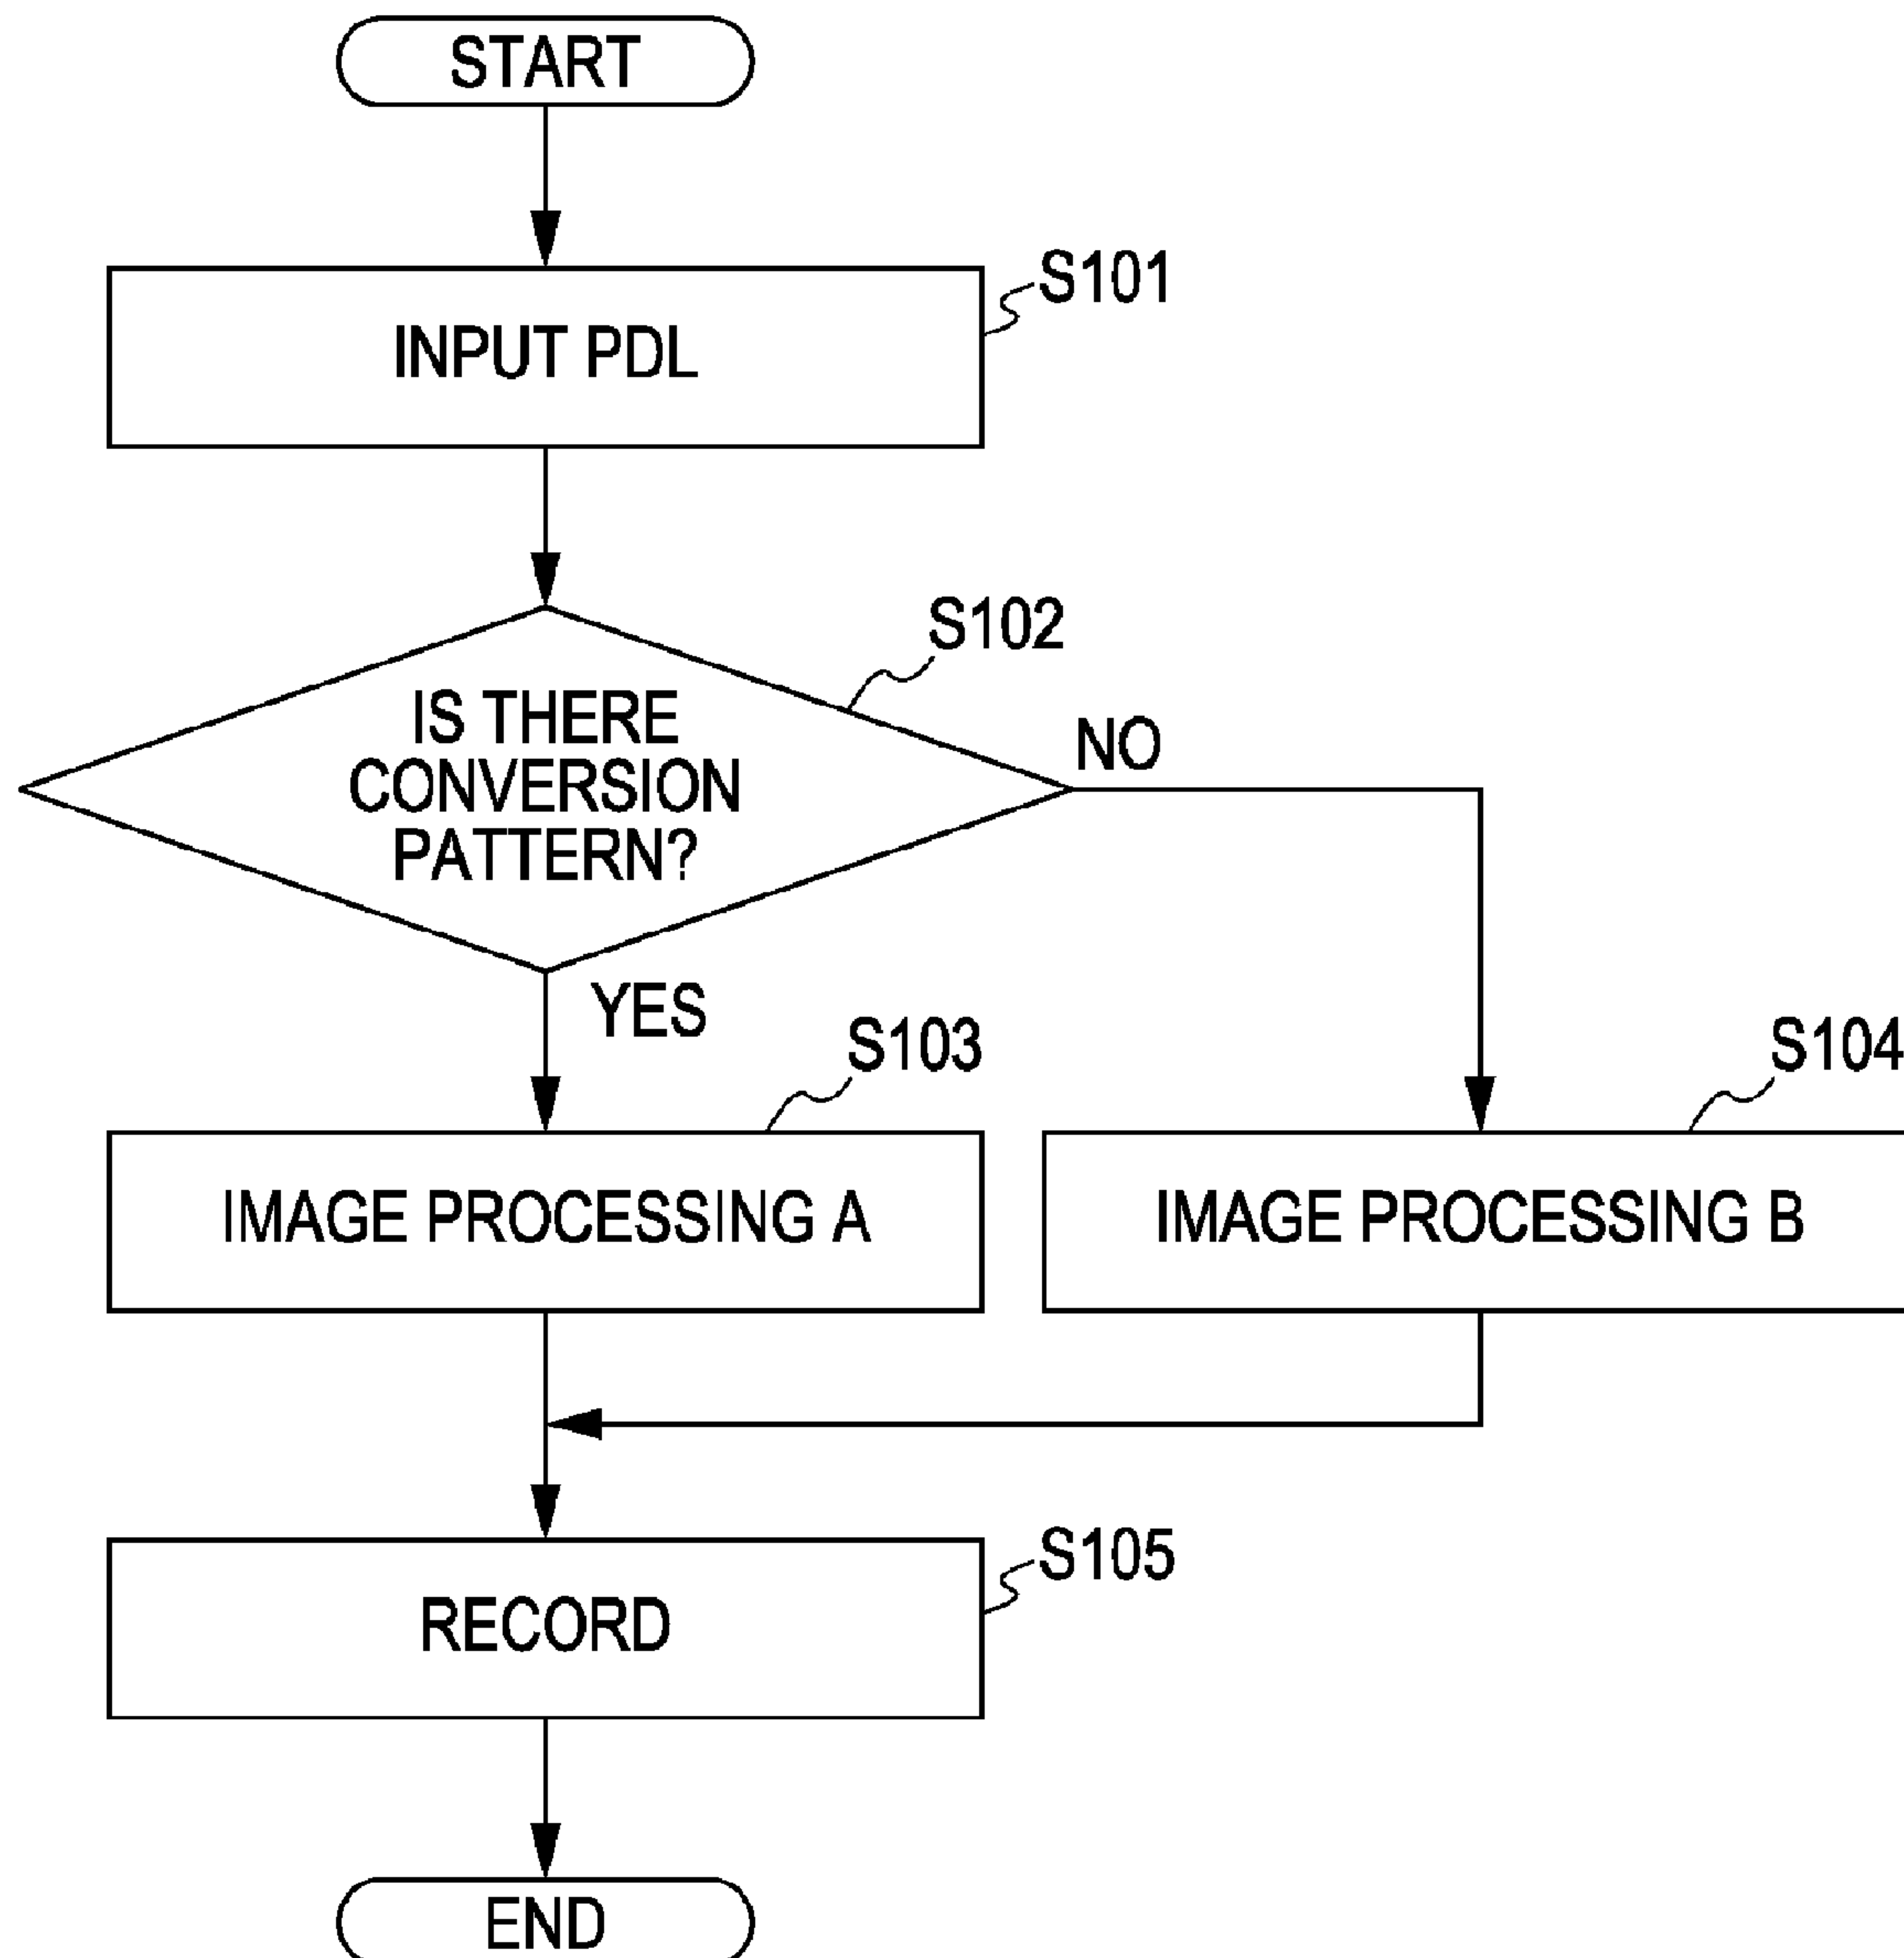 START
S101
INPUT PDL
S102
IS THERE
CONVERSION
PATTERN?
NO
YES
S103
S104
IMAGE PROCESSING A
IMAGE PROCESSING B
S105
RECORD
END